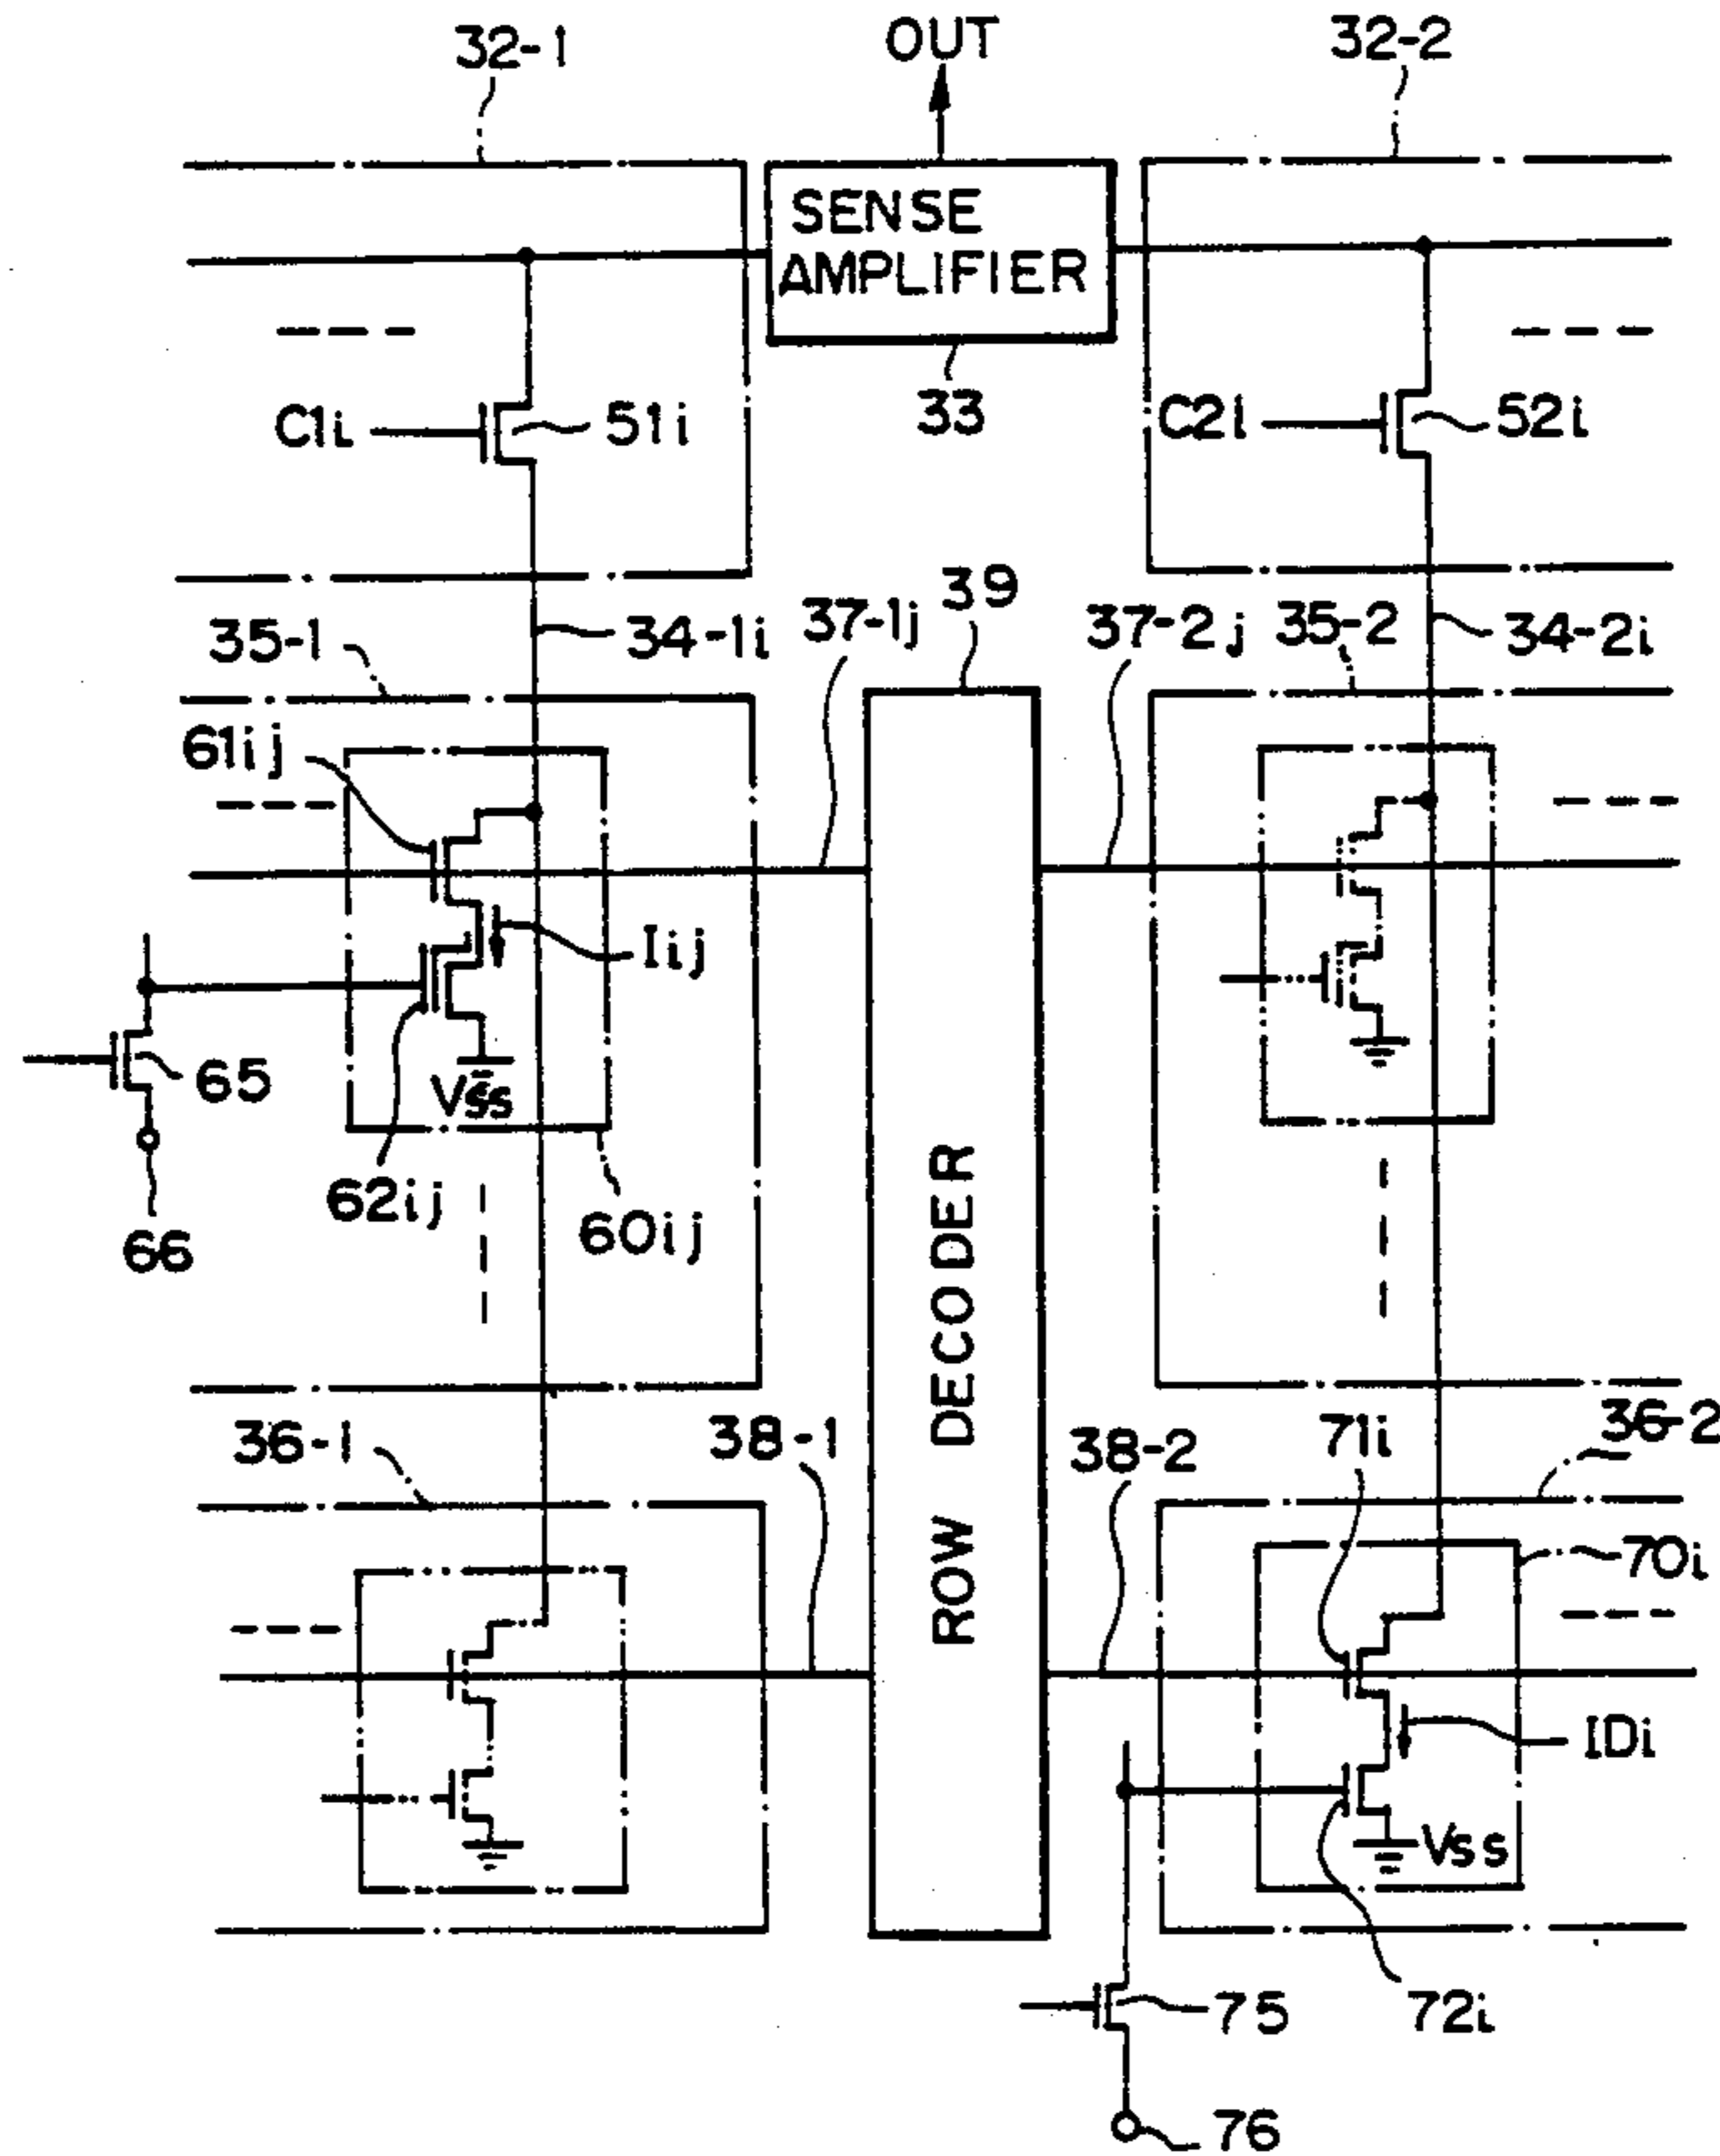 32-1
OUT
32-2
SENSE
AMPLIFIER
33
C1i
51i
C2i
52i
39
35-1
34-1i
37-1j
37-2j
35-2
34-2i
61ij
Iij
65
Vss
62ij
60ij
66
ROW DECODER
36-1
38-1
38-2
71i
36-2
70i
IDi
Vss
75
72i
76